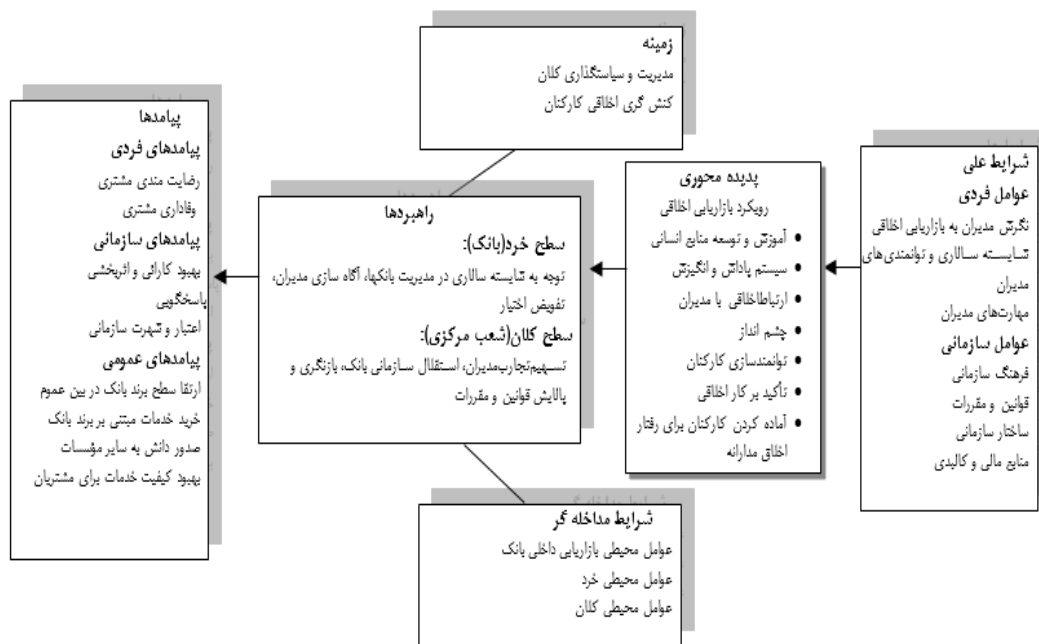 زمینه
مدیریت و سیاستگذاری کلان
کنش گری اخلاقی کارکنان
شرایط علی
عوامل فردی
نگرش مدیران به بازاریابی اخلاقی
شایسته سالاری و توانمندی‌های
مدیران
مهارت‌های مدیران
عوامل سازمانی
فرهنگ سازمانی
قوانین و مقررات
ساختار سازمانی
منابع مالی و کالبدی
پدیده محوری
رویکرد بازاریابی اخلاقی
• آموزش و توسعه منابع انسانی
• سیستم پاداش و انگیزش
• ارتباطاخلاقی با مدیران
• چشم انداز
• توانمندسازی کارکنان
• تأکید بر کار اخلاقی
• آماده کردن کارکنان برای رفتار
اخلاق مدارانه
راهبردها
سطح خرد(بانک):
توجه به شایسته سالاری در مدیریت بانکها، آگاه سازی مدیران،
تفویض اختیار
سطح کلان(شعب مرکزی):
تسهیم‌تجارب‌مدیران، استقلال سازمانی بانک، بازنگری و
پالایش قوانین و مقررات
شرایط مداخله گر
عوامل محیطی بازاریابی داخلی بانک
عوامل محیطی خرد
عوامل محیطی کلان
پیامدها
پیامدهای فردی
رضایت مندی مشتری
وفاداری مشتری
پیامدهای سازمانی
بهبود کارائی و اثربخشی
پاسخگویی
اعتبار و شهرت سازمانی
پیامدهای عمومی
ارتقا سطح برند بانک در بین عموم
خرید خدمات مبتنی بر برند بانک
صدور دانش به سایر مؤسسات
بهبود کیفیت خدمات برای مشتریان